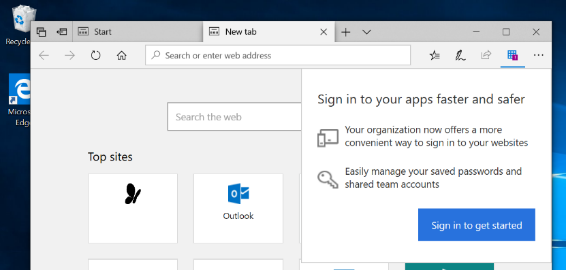 Recycle
Micros
Edge
Start
New tab
Search or enter web address
Search the web
Top sites
Outlook
Sign in to your apps faster and safer
Your organization now offers a more
convenient way to sign in to your websites
Easily manage your saved passwords and
shared team accounts
Sign in to get started